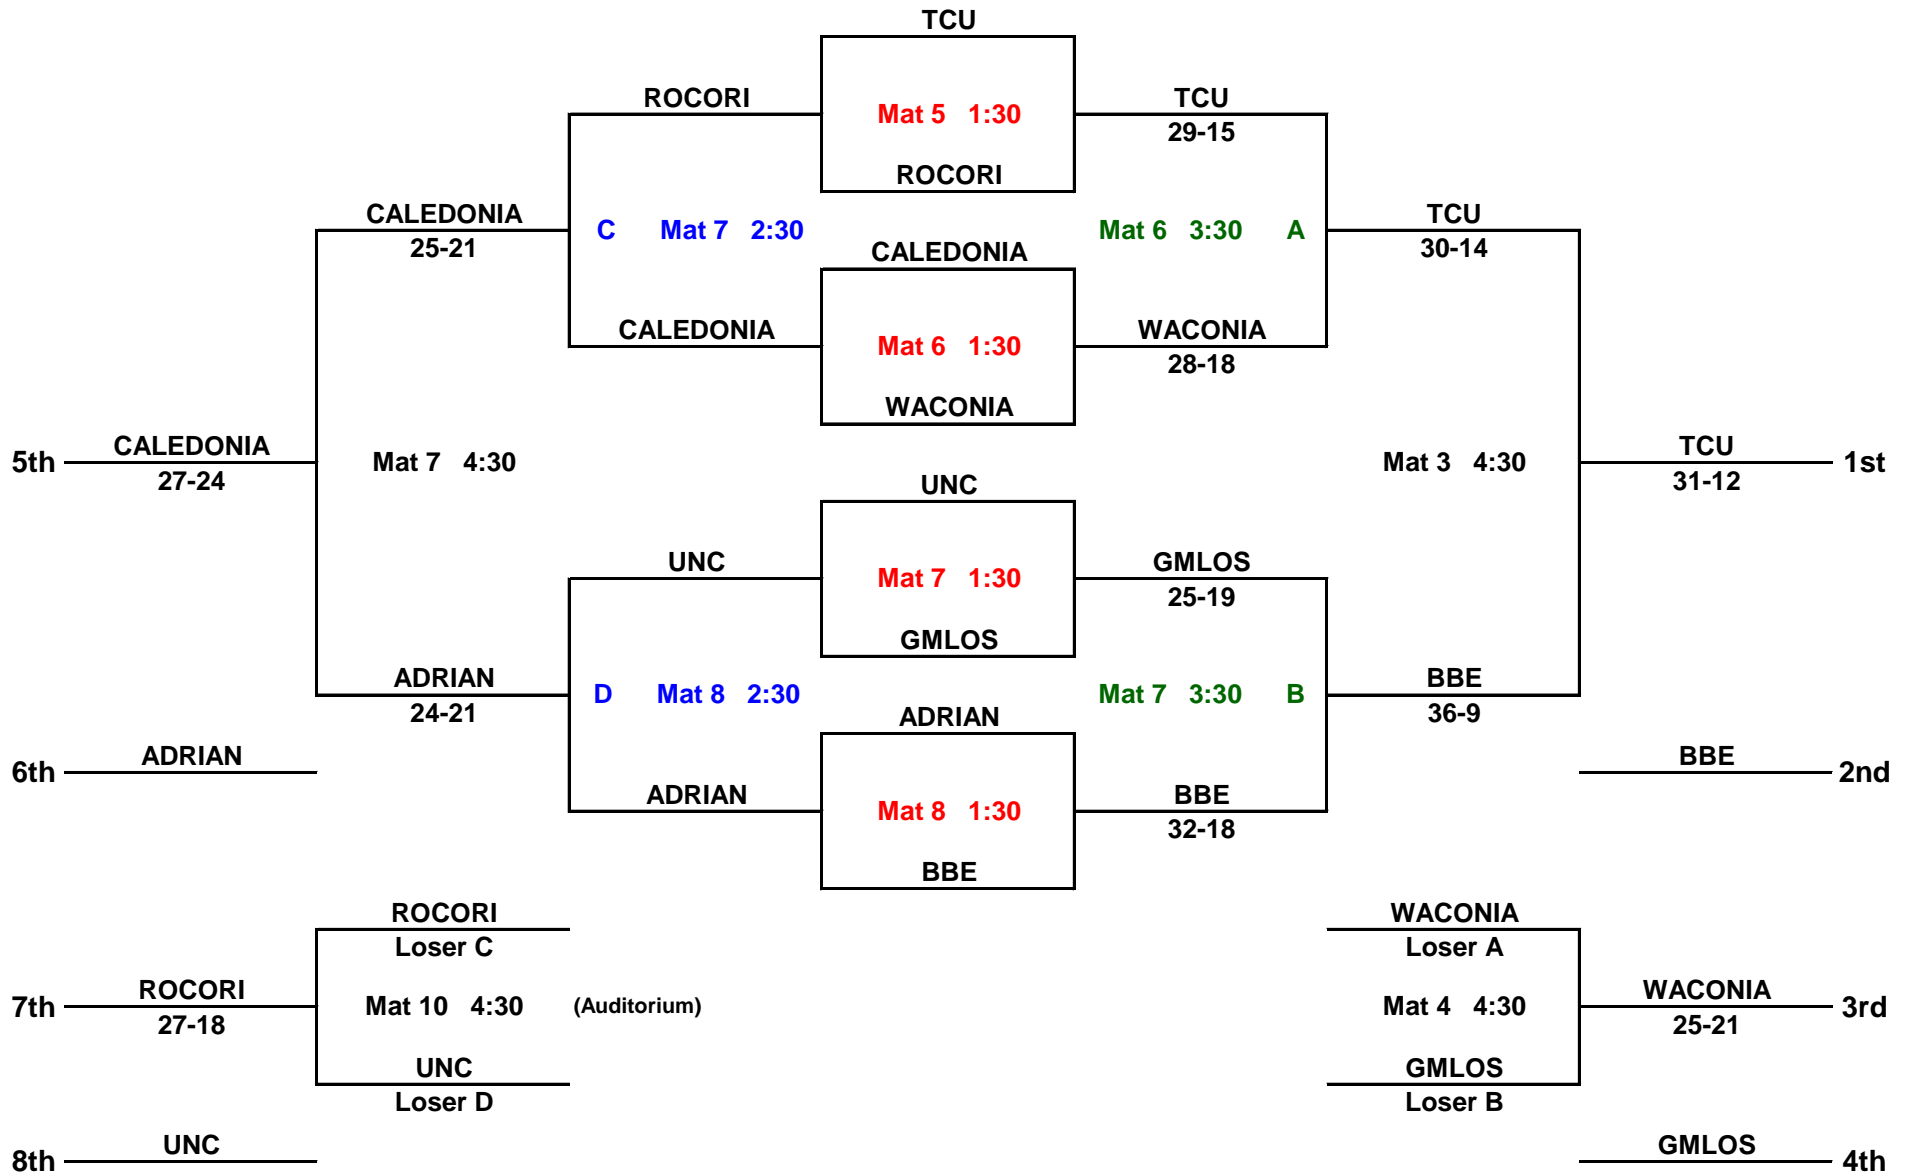 TCU
ROCORI
Mat 5 1:30
TCU
29-15
ROCORI
CALEDONIA
25-21
C Mat 7 2:30
Mat 6 3:30 A
TCU
30-14
CALEDONIA
CALEDONIA
Mat 6 1:30
WACONIA
28-18
WACONIA
5th
CALEDONIA
27-24
Mat 7 4:30
Mat 3 4:30
TCU
31-12
1st
UNC
UNC
Mat 7 1:30
GMLOS
25-19
GMLOS
ADRIAN
24-21
D Mat 8 2:30
Mat 7 3:30 B
BBE
36-9
ADRIAN
6th
ADRIAN
BBE
2nd
ADRIAN
Mat 8 1:30
BBE
32-18
BBE
ROCORI
Loser C
WACONIA
Loser A
7th
ROCORI
27-18
Mat 10 4:30 (Auditorium)
Mat 4 4:30
WACONIA
25-21
3rd
UNC
Loser D
GMLOS
Loser B
8th
UNC
GMLOS
4th